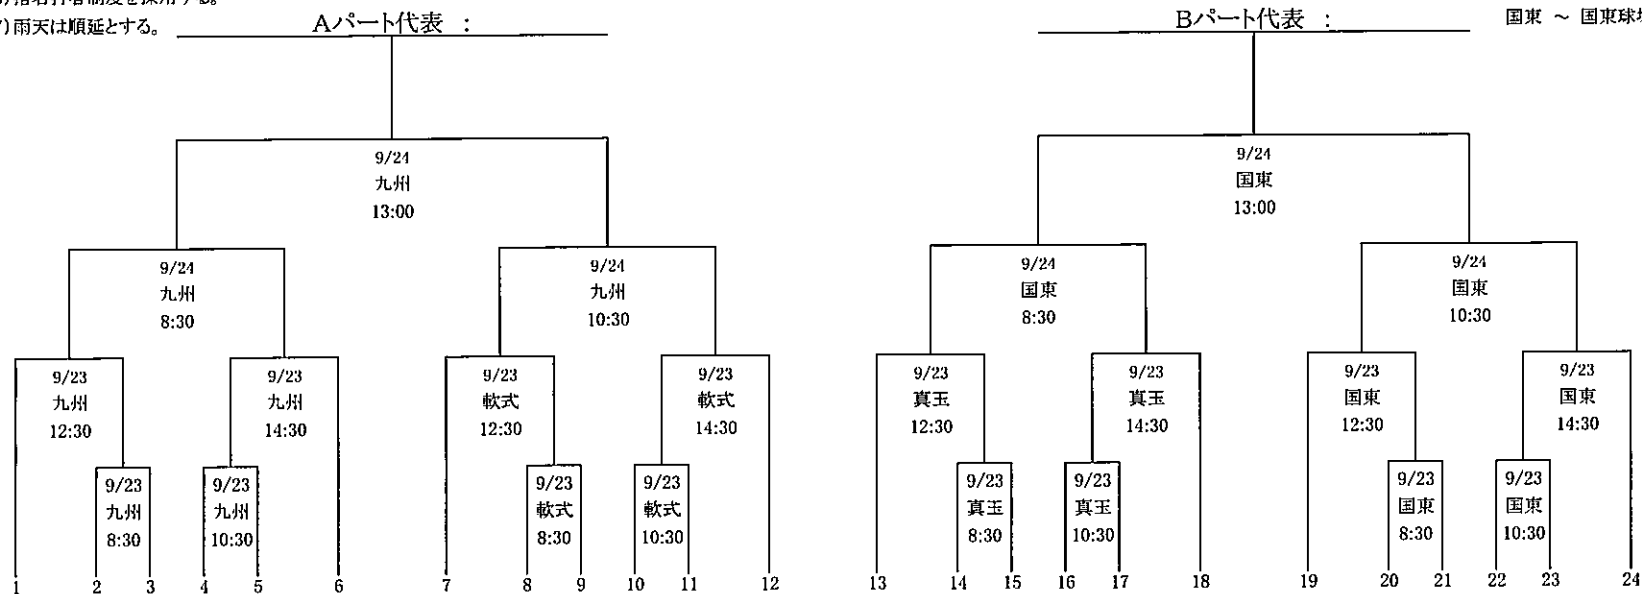 指名打者制度を採用する。
)雨天は順延とする。
Aパート代表 :
Bパート代表 :
国東 ～ 国東球
9/24
九州
13:00
9/24
国東
13:00
9/24
九州
8:30
9/24
九州
10:30
9/24
国東
8:30
9/24
国東
10:30
9/23
九州
12:30
9/23
九州
14:30
9/23
軟式
12:30
9/23
軟式
14:30
9/23
真玉
12:30
9/23
真玉
14:30
9/23
国東
12:30
9/23
国東
14:30
9/23
九州
8:30
9/23
九州
10:30
9/23
軟式
8:30
9/23
軟式
10:30
9/23
真玉
8:30
9/23
真玉
10:30
9/23
国東
8:30
9/23
国東
10:30
1 2 3 4 5 6 7 8 9 10 11 12 13 14 15 16 17 18 19 20 21 22 23 24